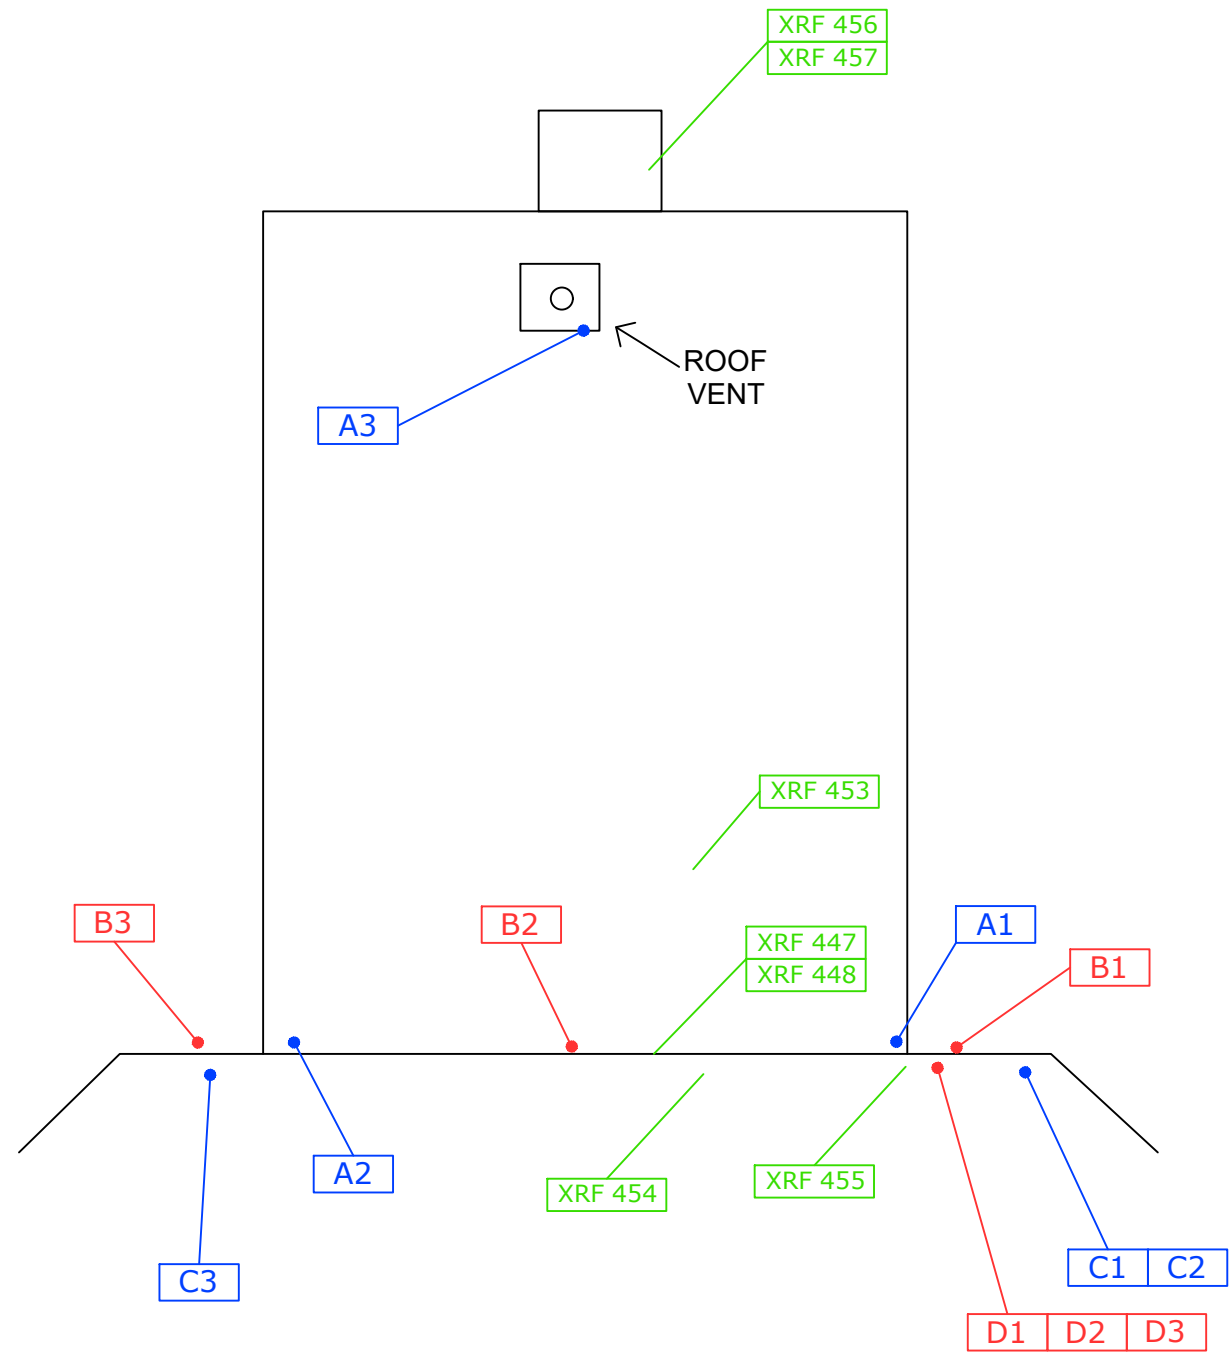 XRF 456
XRF 457
ROOF
VENT
A3
XRF 453
B3
B2
XRF 447
XRF 448
A1
B1
A2
XRF 454
XRF 455
C3
C1 C2
D1 D2 D3